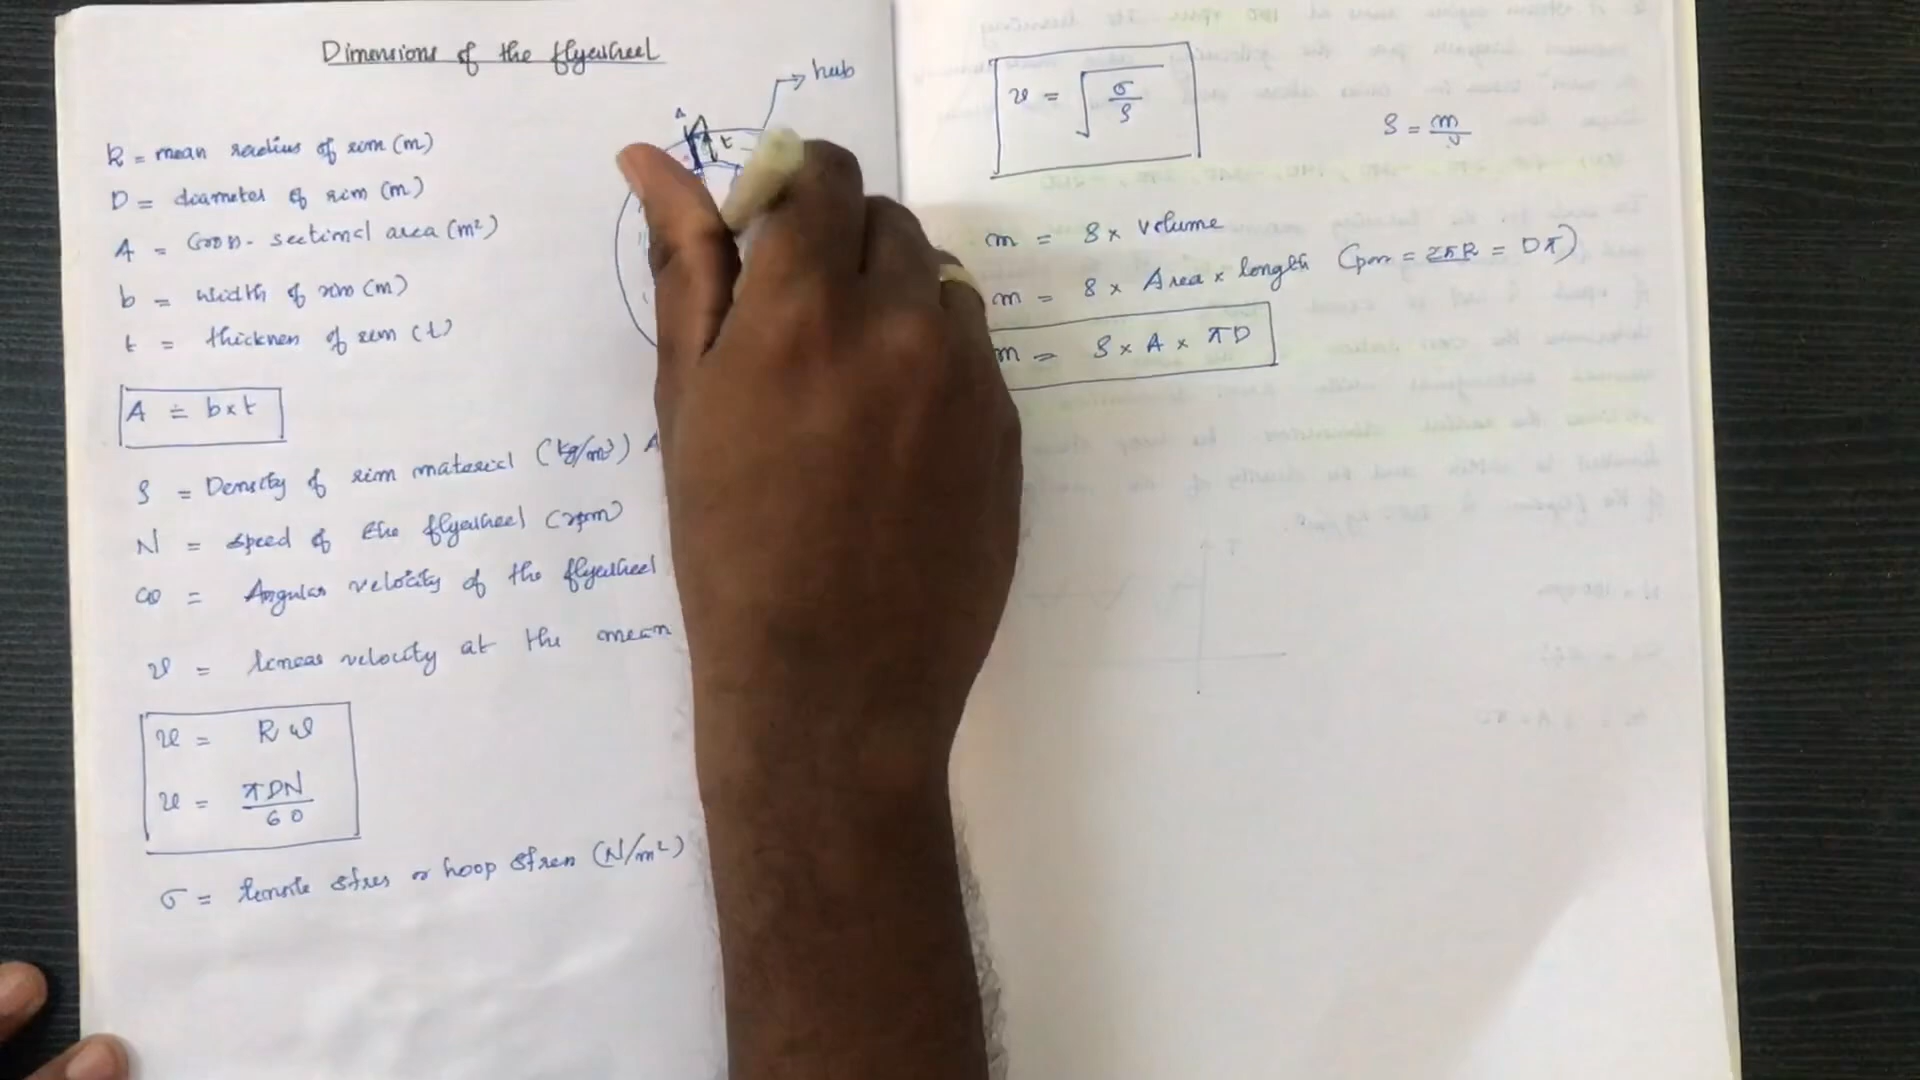 Dimensions of the flywheel
hub
A
t
R = mean radius of rim (m)
D = diameter of rim (m)
A = Cross-sectional area (m²)
b = width of rim (m)
t = thickness of rim (t)
A = b×t
ρ = Density of rim material (kg/m³) A
N = speed of the flywheel (rpm)
ω = Angular velocity of the flywheel
v = linear velocity at the mean
v = Rω
v = πDN/60
σ = tensile stress or hoop stress (N/m²)
v = √(σ/ρ)
ρ = m/v
m = ρ × volume
m = ρ × Area × length (per = 2πR = Dπ)
m = ρ × A × πD